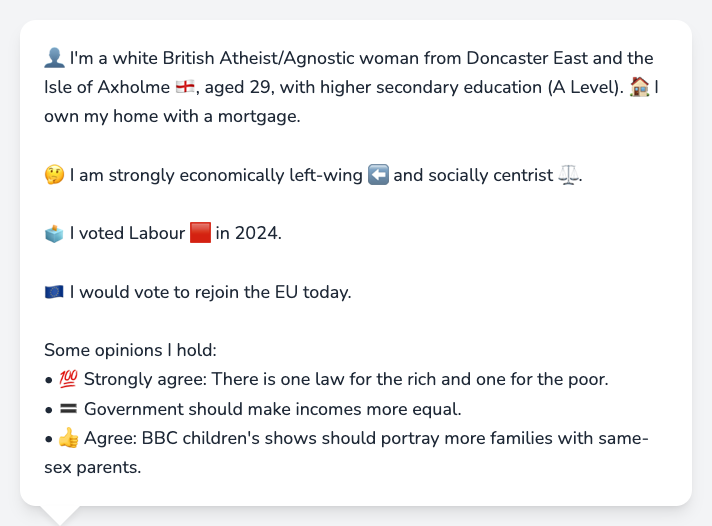 👤 I'm a white British Atheist/Agnostic woman from Doncaster East and the
Isle of Axholme 🏴󠁧󠁢󠁥󠁮󠁧󠁿, aged 29, with higher secondary education (A Level). 🏠 I
own my home with a mortgage.
🤔 I am strongly economically left-wing ⬅️ and socially centrist ⚖️.
🗳️ I voted Labour 🟥 in 2024.
🇪🇺 I would vote to rejoin the EU today.
Some opinions I hold:
• 💯 Strongly agree: There is one law for the rich and one for the poor.
• 🟰 Government should make incomes more equal.
• 👍 Agree: BBC children's shows should portray more families with same-
sex parents.